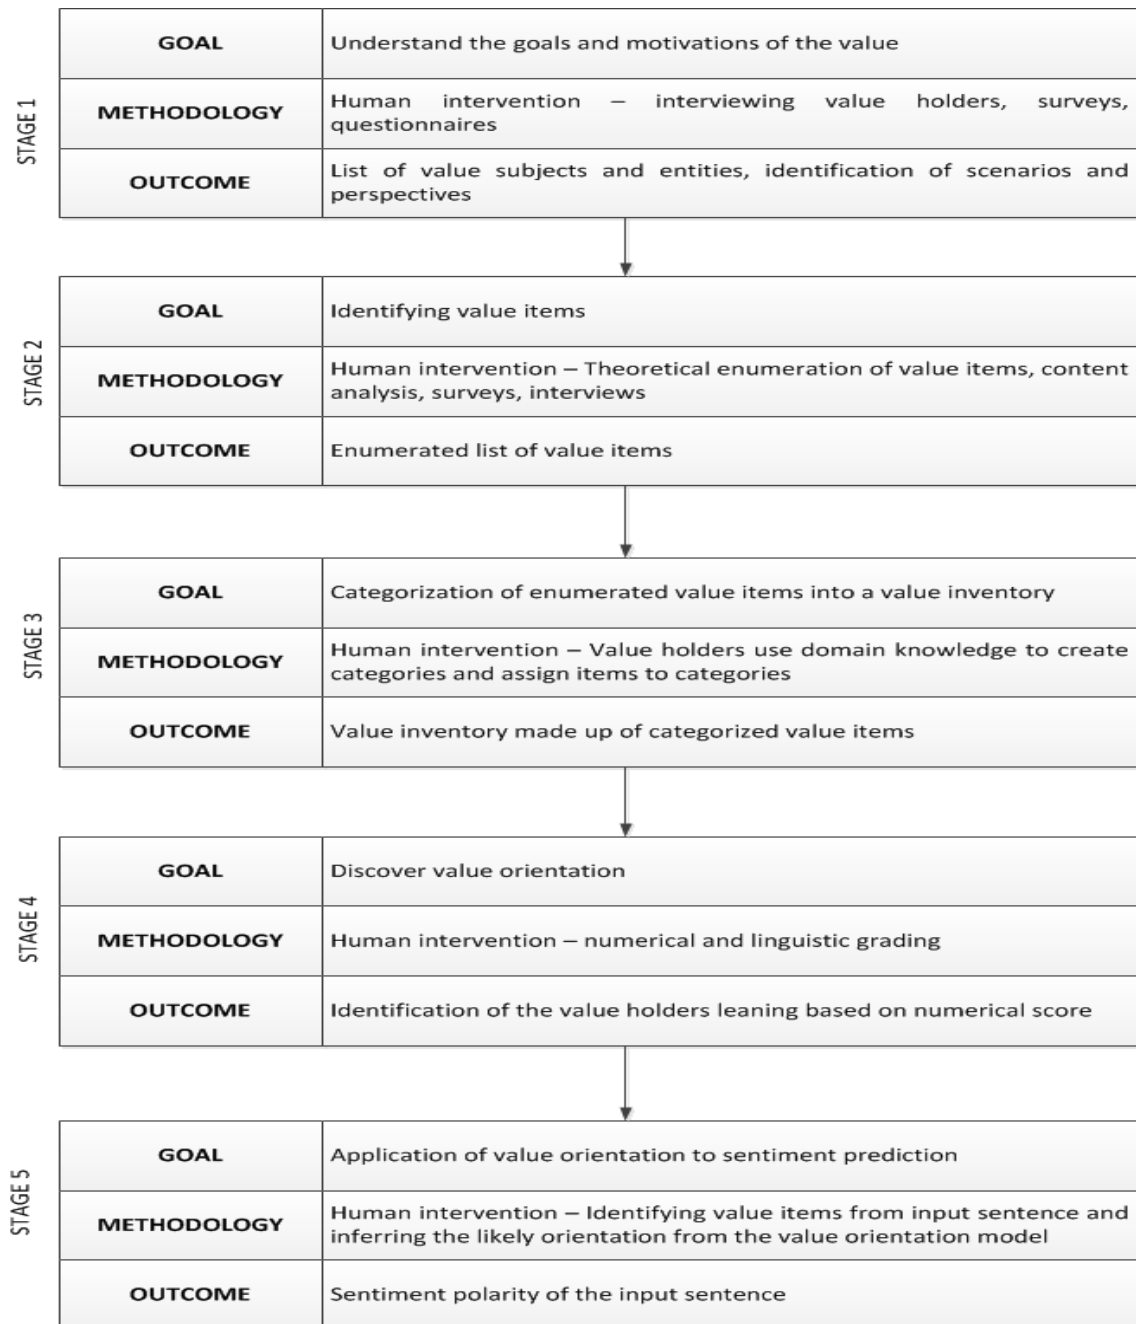 STAGE 1
GOAL
Understand the goals and motivations of the value
METHODOLOGY
Human intervention – interviewing value holders, surveys,
questionnaires
OUTCOME
List of value subjects and entities, identification of scenarios and
perspectives
STAGE 2
GOAL
Identifying value items
METHODOLOGY
Human intervention – Theoretical enumeration of value items, content
analysis, surveys, interviews
OUTCOME
Enumerated list of value items
STAGE 3
GOAL
Categorization of enumerated value items into a value inventory
METHODOLOGY
Human intervention – Value holders use domain knowledge to create
categories and assign items to categories
OUTCOME
Value inventory made up of categorized value items
STAGE 4
GOAL
Discover value orientation
METHODOLOGY
Human intervention – numerical and linguistic grading
OUTCOME
Identification of the value holders leaning based on numerical score
STAGE 5
GOAL
Application of value orientation to sentiment prediction
METHODOLOGY
Human intervention – Identifying value items from input sentence and
inferring the likely orientation from the value orientation model
OUTCOME
Sentiment polarity of the input sentence